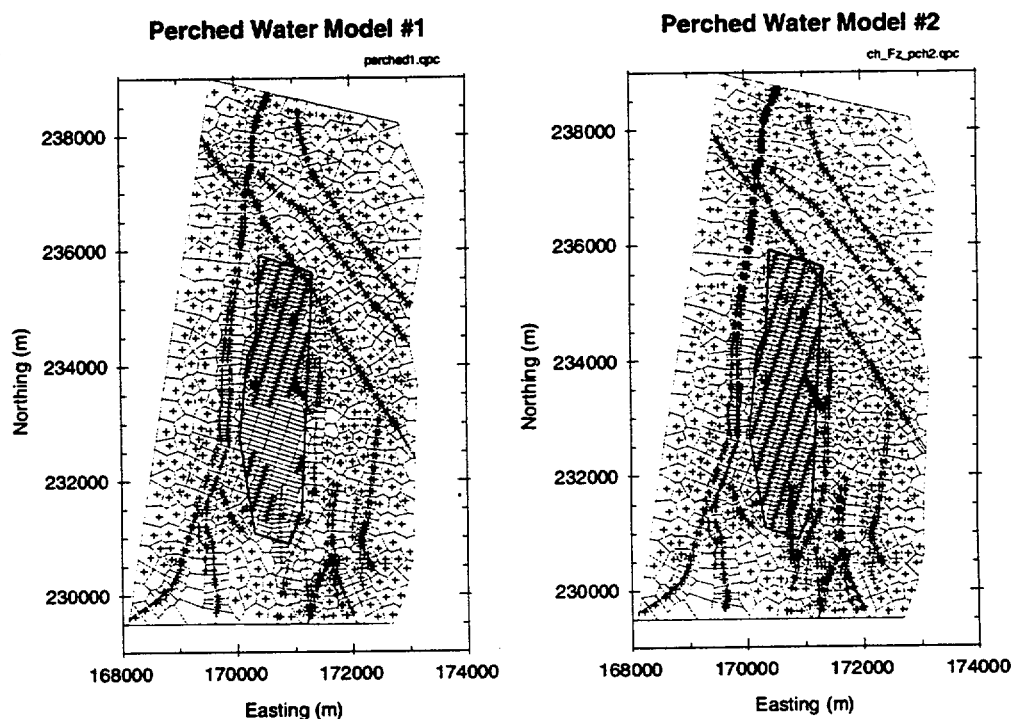 Perched Water Model #1
perched1.qpc
238000
236000
234000
232000
230000
Northing (m)
168000 170000 172000 174000
Easting (m)
Perched Water Model #2
ch_Fz_pch2.qpc
238000
236000
234000
232000
230000
Northing (m)
168000 170000 172000 174000
Easting (m)